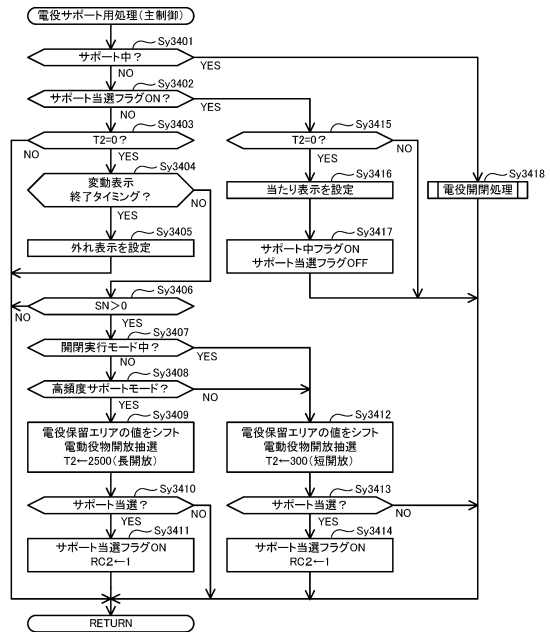 電役サポート用処理(主制御)
Sy3401
サポート中?
YES
NO
Sy3402
サポート当選フラグON?
YES
NO
Sy3403
T2=0?
NO
YES
Sy3404
変動表示
終了タイミング?
NO
YES
Sy3405
外れ表示を設定
Sy3415
T2=0?
NO
YES
Sy3416
当たり表示を設定
Sy3417
サポート中フラグON
サポート当選フラグOFF
Sy3418
電役開閉処理
Sy3406
SN>0
NO
YES
Sy3407
開閉実行モード中?
YES
NO
Sy3408
高頻度サポートモード?
NO
YES
Sy3409
電役保留エリアの値をシフト
電動役物開放抽選
T2←2500(長開放)
Sy3412
電役保留エリアの値をシフト
電動役物開放抽選
T2←300(短開放)
Sy3410
サポート当選?
NO
YES
Sy3413
サポート当選?
NO
YES
Sy3411
サポート当選フラグON
RC2←1
Sy3414
サポート当選フラグON
RC2←1
RETURN